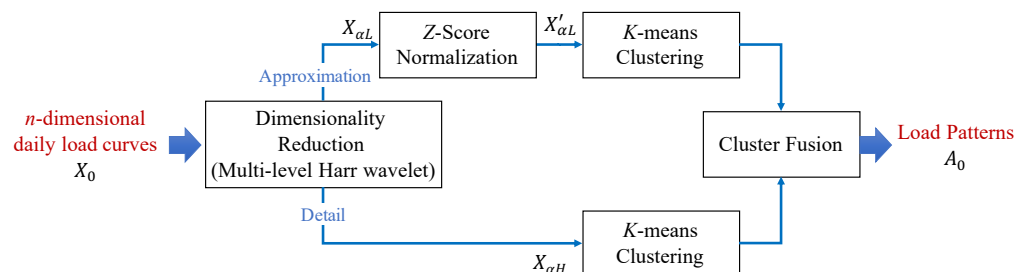 X_{αL}
Z-Score
Normalization
X'_{αL}
K-means
Clustering
Approximation
n-dimensional
daily load curves
X_0
Dimensionality
Reduction
(Multi-level Harr wavelet)
Cluster Fusion
Load Patterns
A_0
Detail
X_{αH}
K-means
Clustering